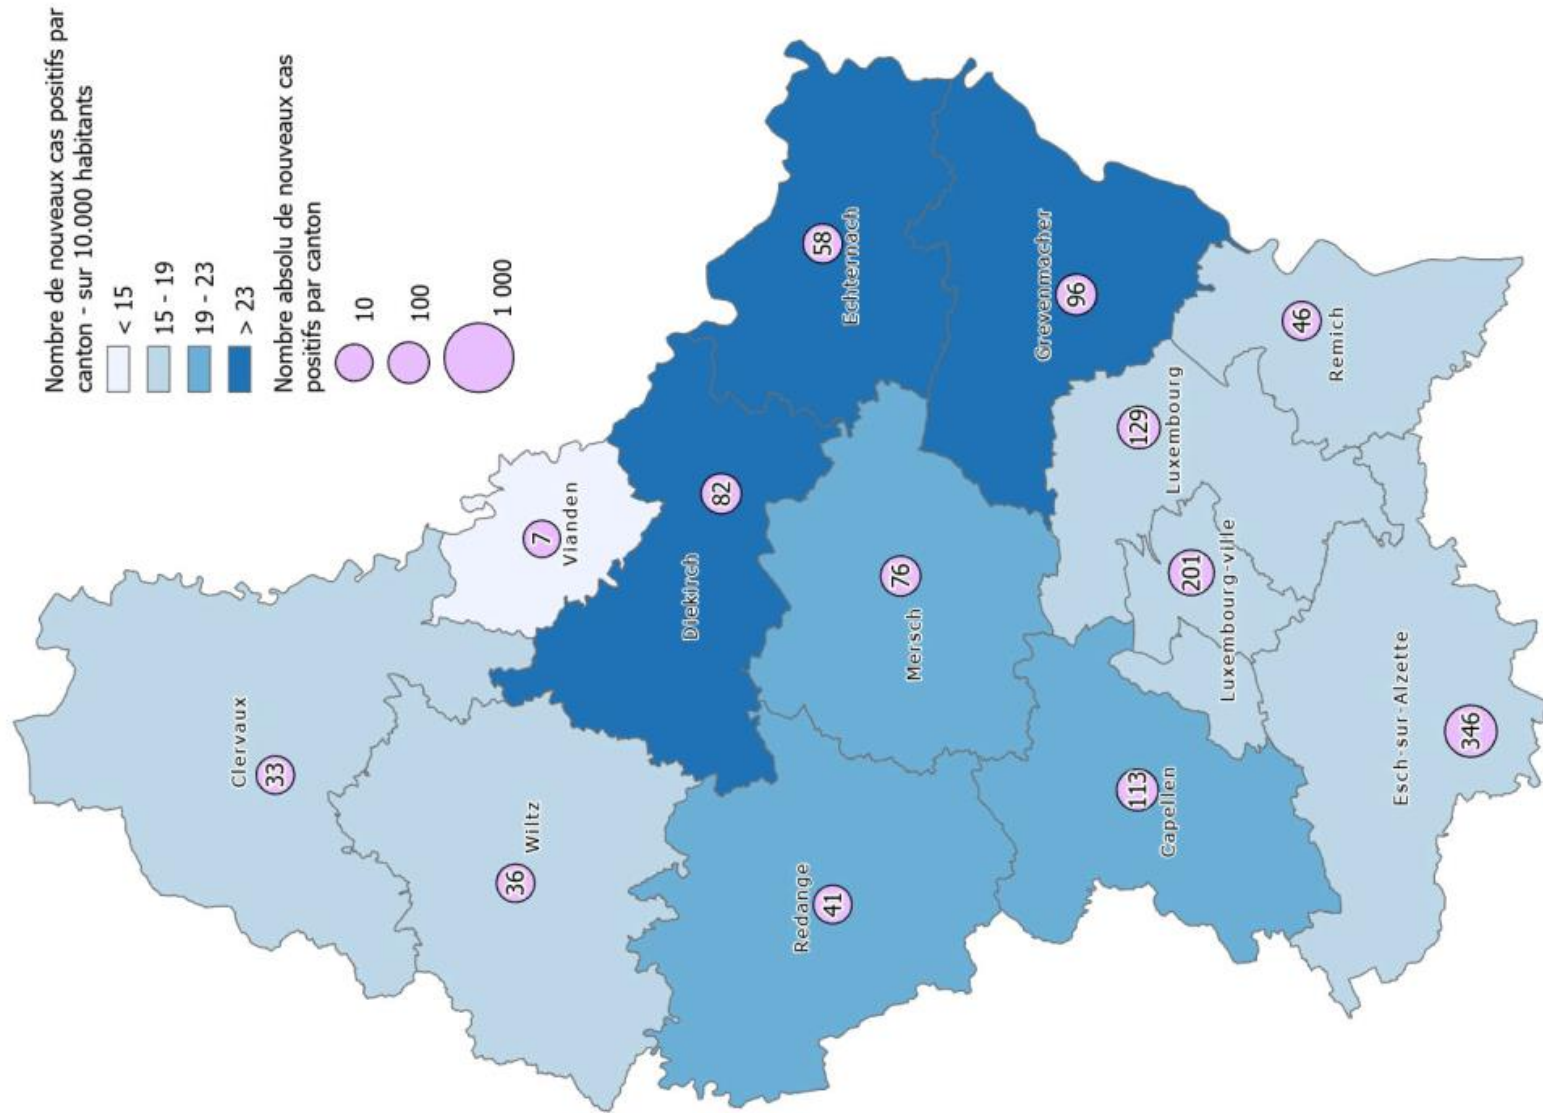 Nombre de nouveaux cas positifs par
canton - sur 10.000 habitants
< 15
15 - 19
19 - 23
> 23
Nombre absolu de nouveaux cas
positifs par canton
10
100
1 000
Clervaux
33
Wiltz
36
Vianden
7
Diekirch
82
Redange
41
Mersch
76
Echternach
58
Grevenmacher
96
Capellen
113
Luxembourg
129
Luxembourg-ville
201
Remich
46
Esch-sur-Alzette
346